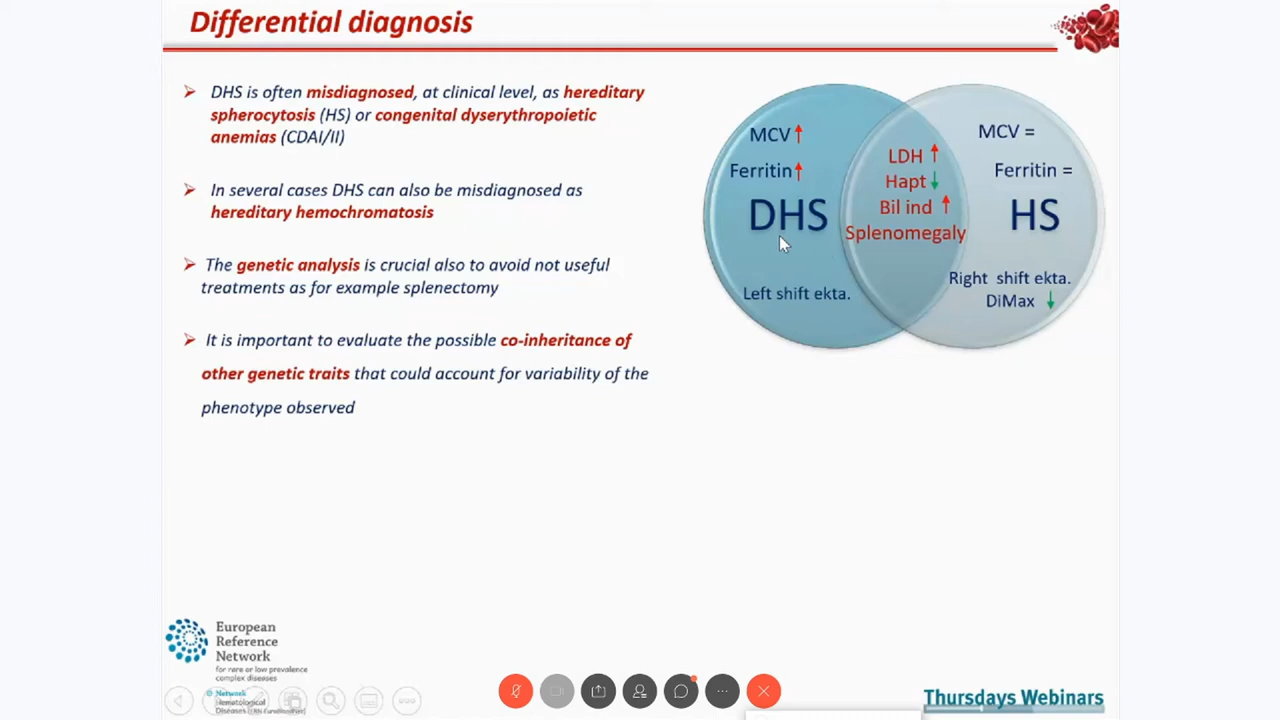 Differential diagnosis
DHS is often misdiagnosed, at clinical level, as hereditary
spherocytosis (HS) or congenital dyserythropoietic
anemias (CDAI/II)
In several cases DHS can also be misdiagnosed as
hereditary hemochromatosis
The genetic analysis is crucial also to avoid not useful
treatments as for example splenectomy
It is important to evaluate the possible co-inheritance of
other genetic traits that could account for variability of the
phenotype observed
MCV ↑
Ferritin ↑
DHS
Left shift ekta.
LDH ↑
Hapt ↓
Bil ind ↑
Splenomegaly
MCV =
Ferritin =
HS
Right shift ekta.
DiMax ↓
European
Reference
Network
for rare or low prevalence
complex diseases
Network
Hematological
Diseases (ERN EuroBloodNet)
Thursdays Webinars